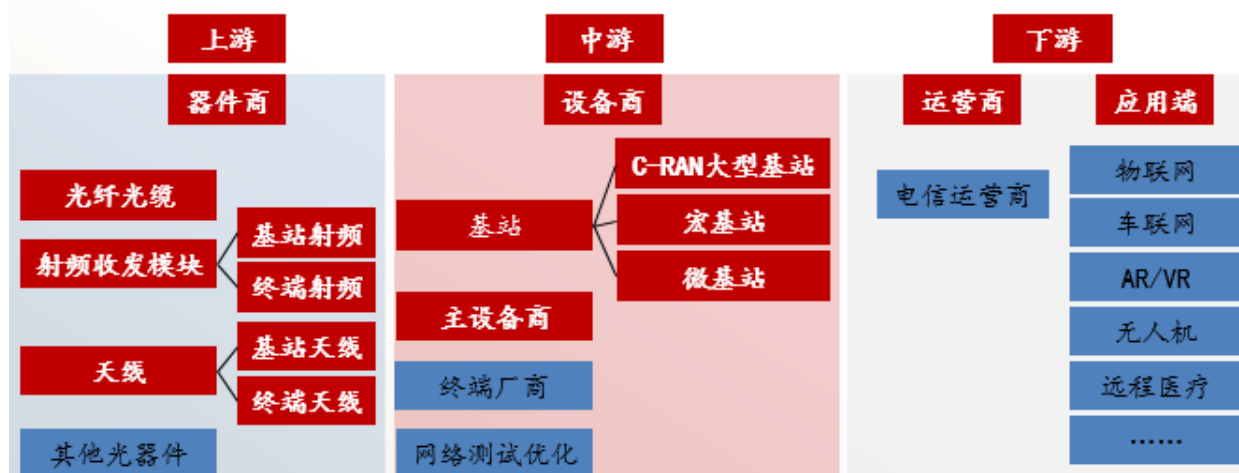 上游
中游
下游
器件商
设备商
运营商
应用端
光纤光缆
射频收发模块
基站射频
终端射频
天线
基站天线
终端天线
其他光器件
基站
C-RAN大型基站
宏基站
微基站
主设备商
终端厂商
网络测试优化
电信运营商
物联网
车联网
AR/VR
无人机
远程医疗
……